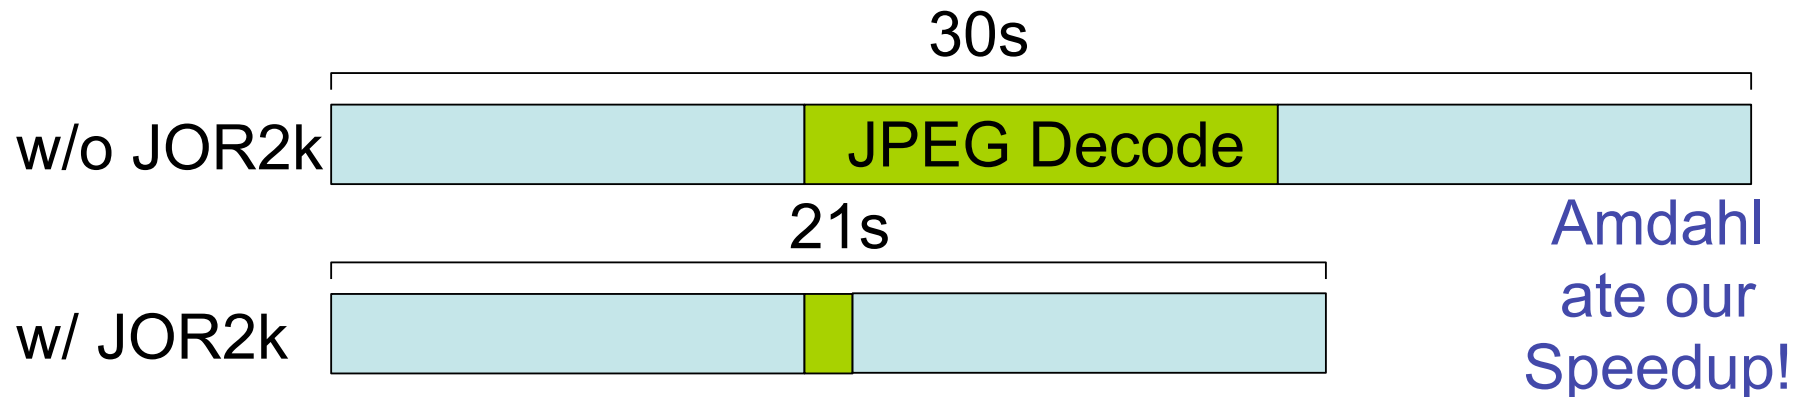 30s
w/o JOR2k
JPEG Decode
21s
w/ JOR2k
Amdahl
ate our
Speedup!